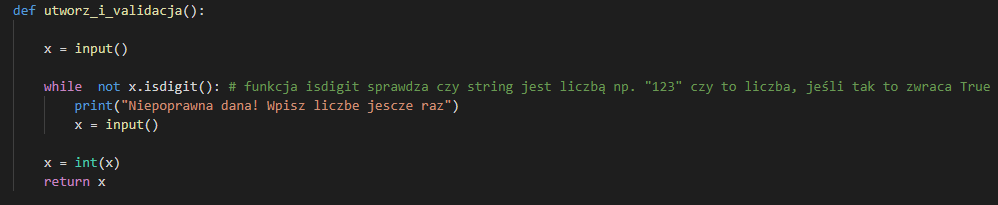 def utworz_i_validacja():
x = input()
while  not x.isdigit(): # funkcja isdigit sprawdza czy string jest liczbą np. "123" czy to liczba, jeśli tak to zwraca True
print("Niepoprawna dana! Wpisz liczbe jescze raz")
x = input()
x = int(x)
return x